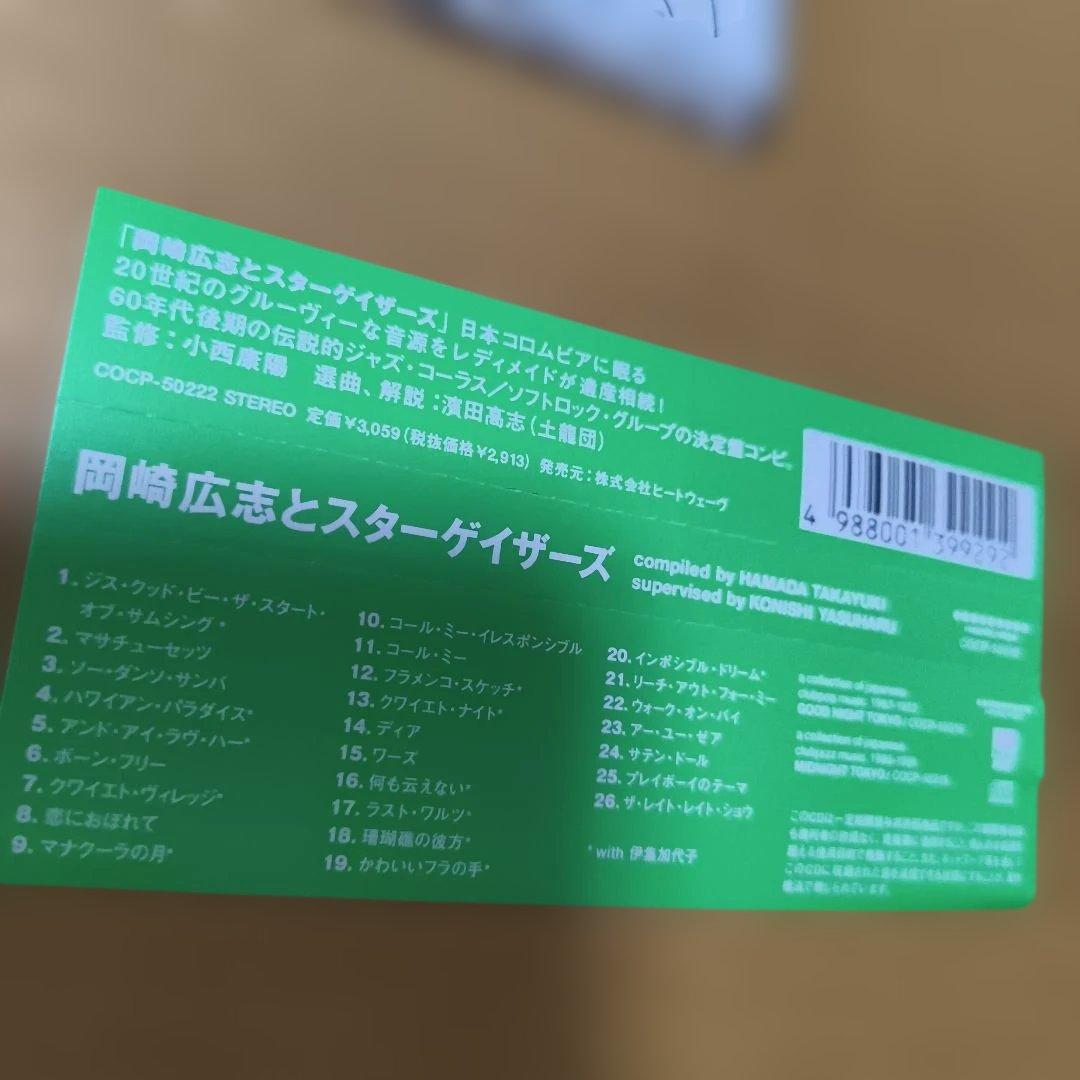 「岡崎広志とスターゲイザーズ」日本コロムビアに眠る
20世紀のグルーヴィーな音源をレディメイドが遺産相続!
60年代後期の伝説的ジャズ・コーラス/ソフトロック・グループの決定盤コンピ。
監修:小西康陽 選曲、解説:濱田高志(土龍団)
COCP-50222 STEREO 定価¥3,059(税抜価格¥2,913) 発売元:株式会社ヒートウェーヴ
4 988001 399292
岡崎広志とスターゲイザーズ
compiled by HAMADA TAKAYUKI
supervised by KONISHI YASUHARU
1. ジス・クッド・ビー・ザ・スタート・
オブ・サムシング*
2. マサチューセッツ
3. ソー・ダンソ・サンバ
4. ハワイアン・パラダイス*
5. アンド・アイ・ラヴ・ハー*
6. ボーン・フリー
7. クワイエト・ヴィレッジ*
8. 恋におぼれて
9. マナクーラの月*
10. コール・ミー・イレスポンシブル
11. コール・ミー
12. フラメンコ・スケッチ*
13. クワイエト・ナイト*
14. ディア
15. ワーズ
16. 何も云えない*
17. ラスト・ワルツ*
18. 珊瑚礁の彼方*
19. かわいいフラの手*
20. インポシブル・ドリーム*
21. リーチ・アウト・フォー・ミー
22. ウォーク・オン・バイ
23. アー・ユー・ゼア
24. サテン・ドール
25. プレイボーイのテーマ
26. ザ・レイト・レイト・ショウ
*with 伊集加代子
a collection of japanese
GOOD NIGHT TOKYO
a collection of japanese
MIDNIGHT TOKYO